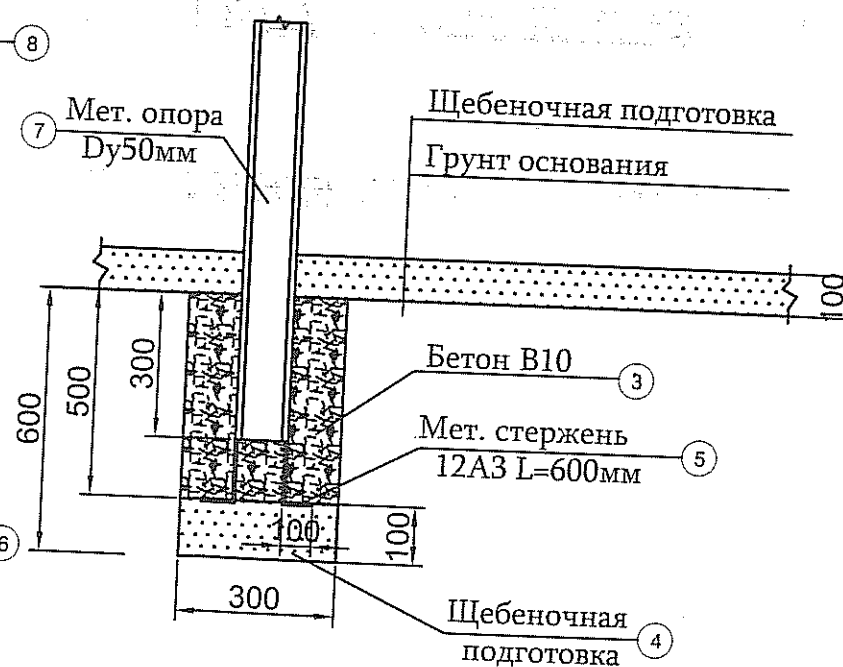 8
Мет. опора
7
Dy50мм
Щебеночная подготовка
Грунт основания
100
600
500
300
Бетон В10
3
Мет. стержень
5
12А3 L=600мм
6
100
100
300
Щебеночная
4
подготовка